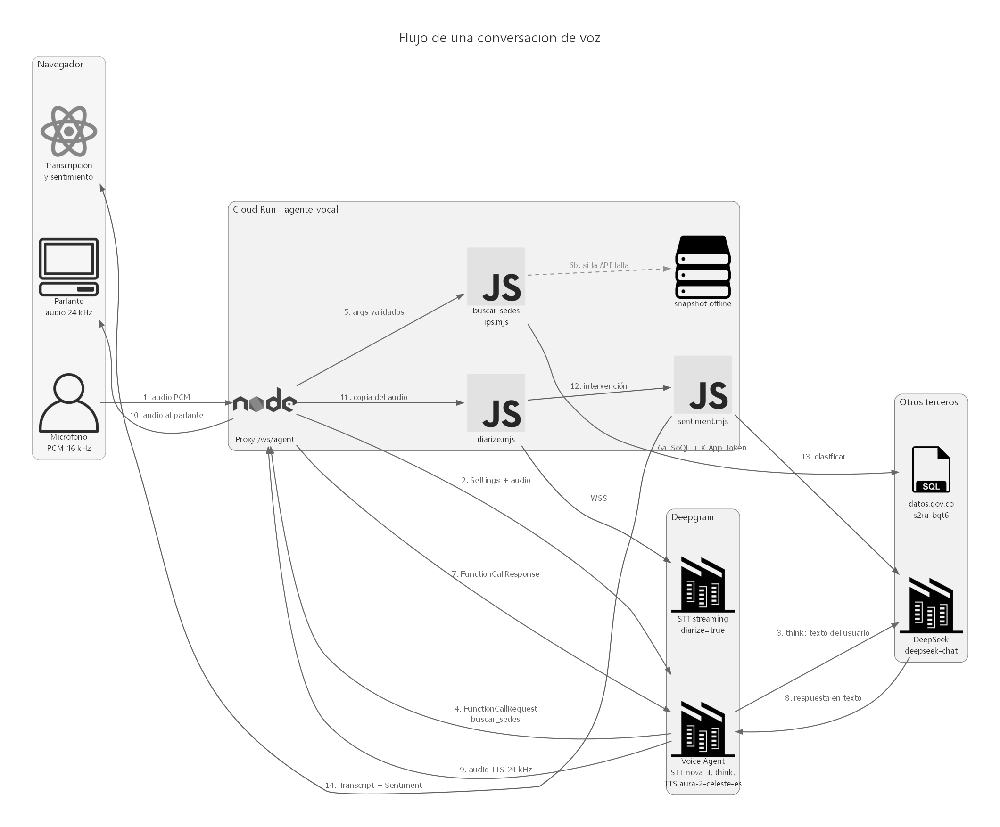 Flujo de una conversación de voz
Navegador
Transcripción
y sentimiento
Parlante
audio 24 kHz
Micrófono
PCM 16 kHz
1. audio PCM
10. audio al parlante
Cloud Run - agente-vocal
node
Proxy /ws/agent
5. args validados
11. copia del audio
JS
buscar_sedes
ips.mjs
6b. si la API falla
snapshot offline
JS
diarize.mjs
12. intervención
JS
sentiment.mjs
6a. SoQL + X-App-Token
13. clasificar
2. Settings + audio
WSS
7. FunctionCallResponse
4. FunctionCallRequest
buscar_sedes
9. audio TTS 24 kHz
14. Transcript + Sentiment
Deepgram
STT streaming
diarize=true
Voice Agent
STT nova-3, think,
TTS aura-2-celeste-es
3. think: texto del usuario
8. respuesta en texto
Otros terceros
SQL
datos.gov.co
s2ru-bqt6
DeepSeek
deepseek-chat